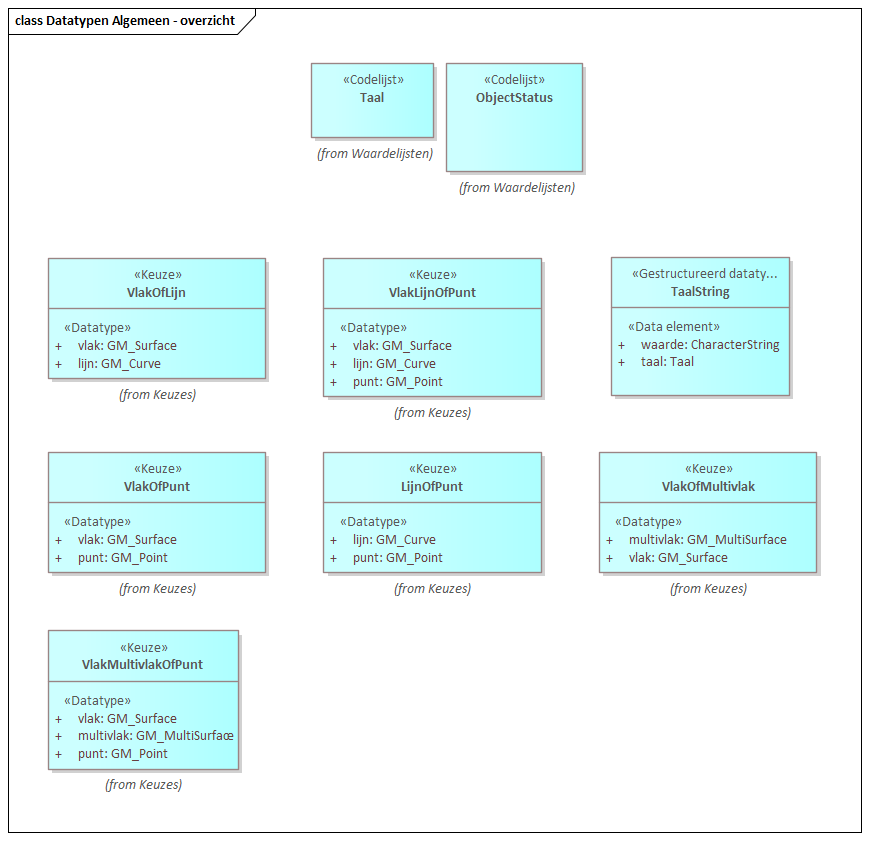 class Datatypen Algemeen - overzicht
«Codelijst»
Taal
(from Waardelijsten)
«Codelijst»
ObjectStatus
(from Waardelijsten)
«Keuze»
VlakOfLijn
«Datatype»
+ vlak: GM_Surface
+ lijn: GM_Curve
(from Keuzes)
«Keuze»
VlakLijnOfPunt
«Datatype»
+ vlak: GM_Surface
+ lijn: GM_Curve
+ punt: GM_Point
(from Keuzes)
«Gestructureerd dataty...
TaalString
«Data element»
+ waarde: CharacterString
+ taal: Taal
«Keuze»
VlakOfPunt
«Datatype»
+ vlak: GM_Surface
+ punt: GM_Point
(from Keuzes)
«Keuze»
LijnOfPunt
«Datatype»
+ lijn: GM_Curve
+ punt: GM_Point
(from Keuzes)
«Keuze»
VlakOfMultivlak
«Datatype»
+ multivlak: GM_MultiSurface
+ vlak: GM_Surface
(from Keuzes)
«Keuze»
VlakMultivlakOfPunt
«Datatype»
+ vlak: GM_Surface
+ multivlak: GM_MultiSurface
+ punt: GM_Point
(from Keuzes)